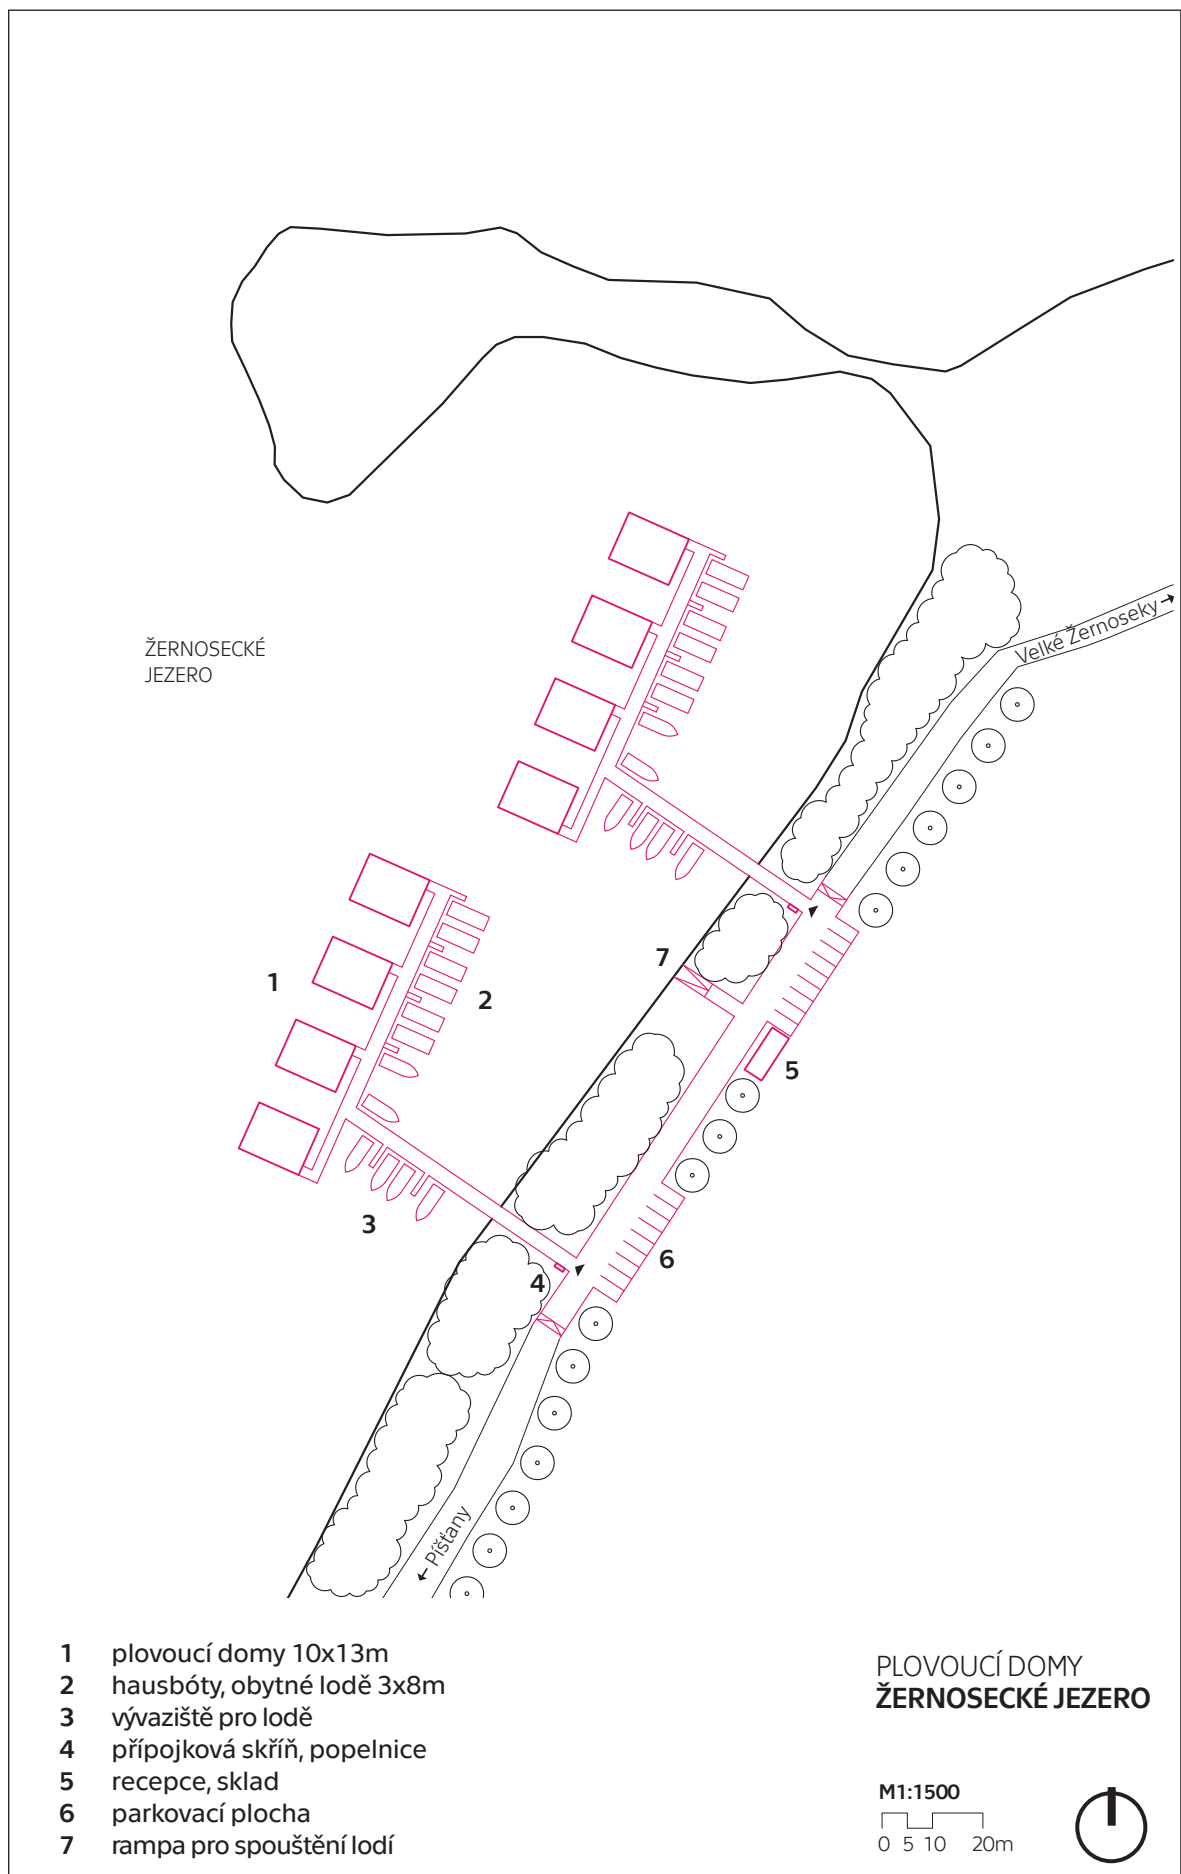 ŽERNOSECKÉ
JEZERO
Velké Žernoseky
1
2
3
4
5
6
7
Píšťany
1 plovoucí domy 10x13m
2 hausbóty, obytné lodě 3x8m
3 vývaziště pro lodě
4 přípojková skříň, popelnice
5 recepce, sklad
6 parkovací plocha
7 rampa pro spouštění lodí
PLOVOUCÍ DOMY
ŽERNOSECKÉ JEZERO
M1:1500
0 5 10 20m